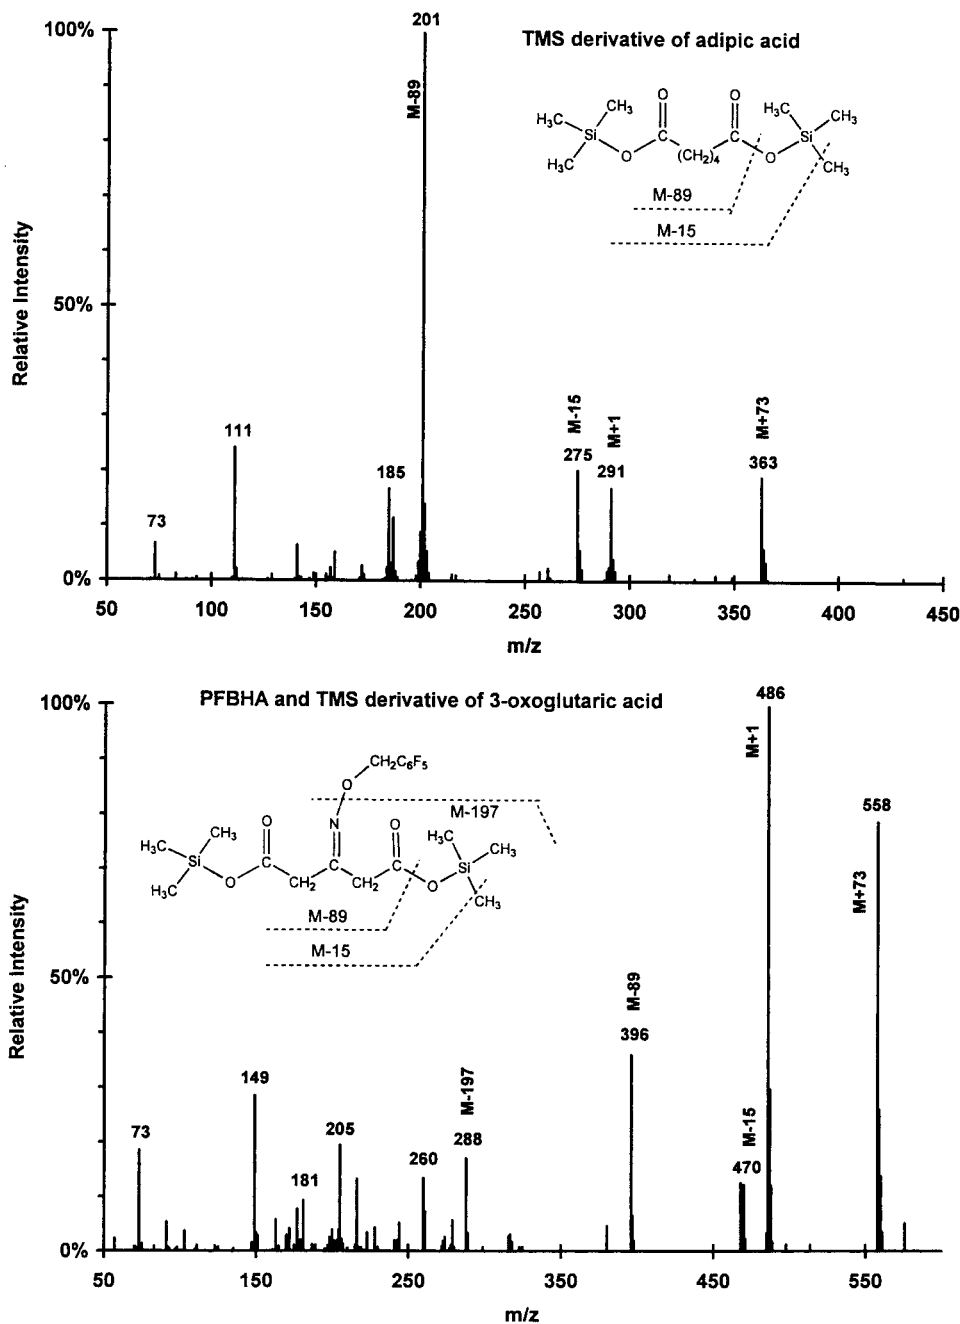 100%
201
TMS derivative of adipic acid
M-89
O
O
H₃C
CH₃
H₃C
CH₃
Si
Si
H₃C
O
(CH₂)₄
O
CH₃
M-89
M-15
Relative Intensity
50%
M-15
M+1
M+73
111
185
275
291
363
73
0%
50
100
150
200
250
300
350
400
450
m/z
100%
PFBHA and TMS derivative of 3-oxoglutaric acid
486
M+1
CH₂C₆F₅
O
558
M-197
O
N
O
CH₃
H₃C
H₃C
CH₃
Si
Si
H₃C
O
CH₂
CH₂
O
CH₃
M+73
M-89
M-15
Relative Intensity
50%
M-89
396
149
M-197
M-15
73
205
288
470
260
181
0%
50
150
250
350
450
550
m/z